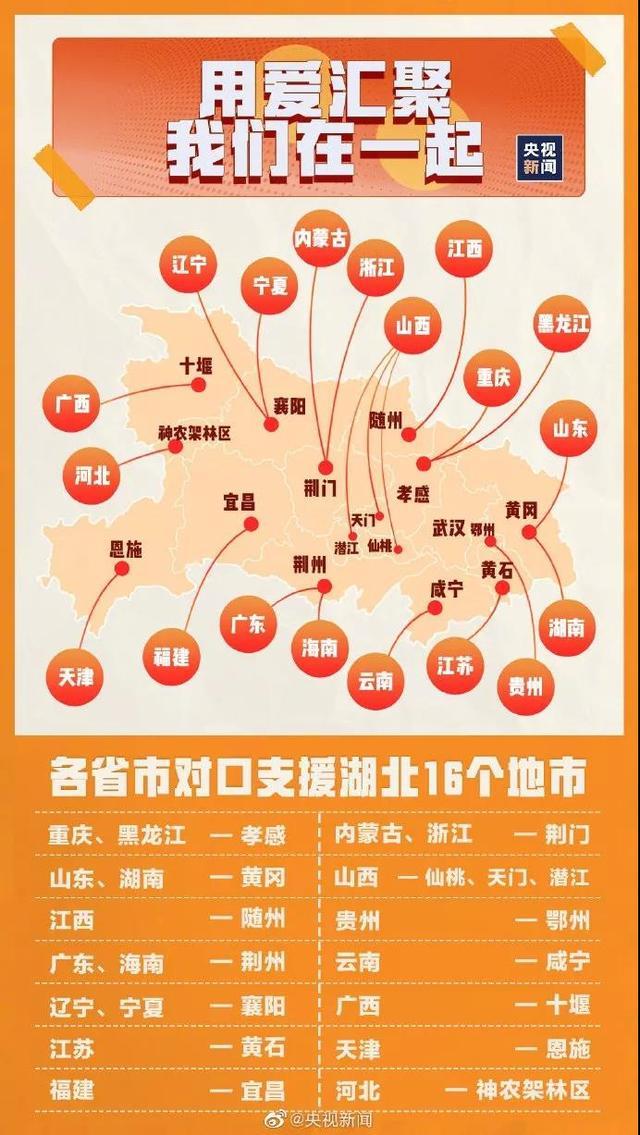 用爱汇聚
我们在一起
央视
新闻
内蒙古
江西
辽宁
浙江
宁夏
山西
黑龙江
十堰
重庆
广西
襄阳
随州
山东
神农架林区
河北
荆门
孝感
宜昌
天门
黄冈
武汉
鄂州
潜江
仙桃
恩施
荆州
黄石
咸宁
广东
湖南
海南
福建
江苏
天津
云南
贵州
各省市对口支援湖北16个地市
重庆、黑龙江 — 孝感
内蒙古、浙江 — 荆门
山东、湖南 — 黄冈
山西 — 仙桃、天门、潜江
江西 — 随州
贵州 — 鄂州
广东、海南 — 荆州
云南 — 咸宁
辽宁、宁夏 — 襄阳
广西 — 十堰
江苏 — 黄石
天津 — 恩施
福建 — 宜昌
河北 — 神农架林区
@央视新闻